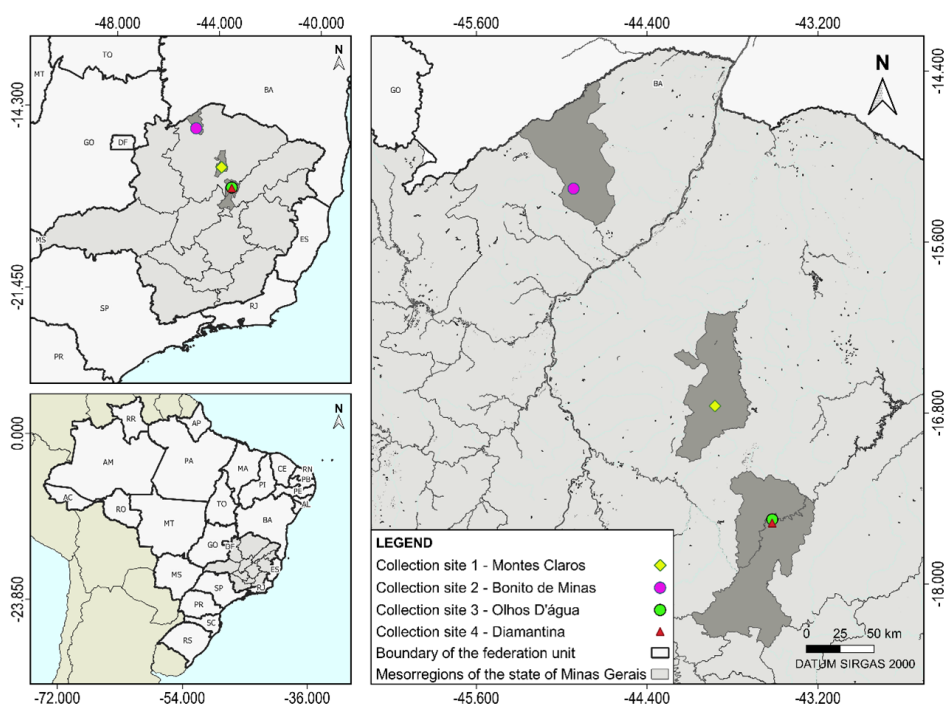 -48.000 -44.000 -40.000
-14.300
-21.450
N
TO
MT
BA
GO
DF
MS
ES
SP
RJ
PR
0.000
-23.850
N
RR
AP
AM
PA
MA
CE
RN
PB
PE
AL
PI
AC
RO
TO
BA
MT
GO
DF
MS
ES
SP
RJ
PR
SC
RS
-72.000 -54.000 -36.000
-45.600 -44.400 -43.200
-14.400
-15.600
-16.800
-18.000
GO
BA
N
LEGEND
Collection site 1 - Montes Claros
Collection site 2 - Bonito de Minas
Collection site 3 - Olhos D'água
Collection site 4 - Diamantina
Boundary of the federation unit
Mesorregions of the state of Minas Gerais
0 25 50 km
DATUM SIRGAS 2000
-45.600 -44.400 -43.200